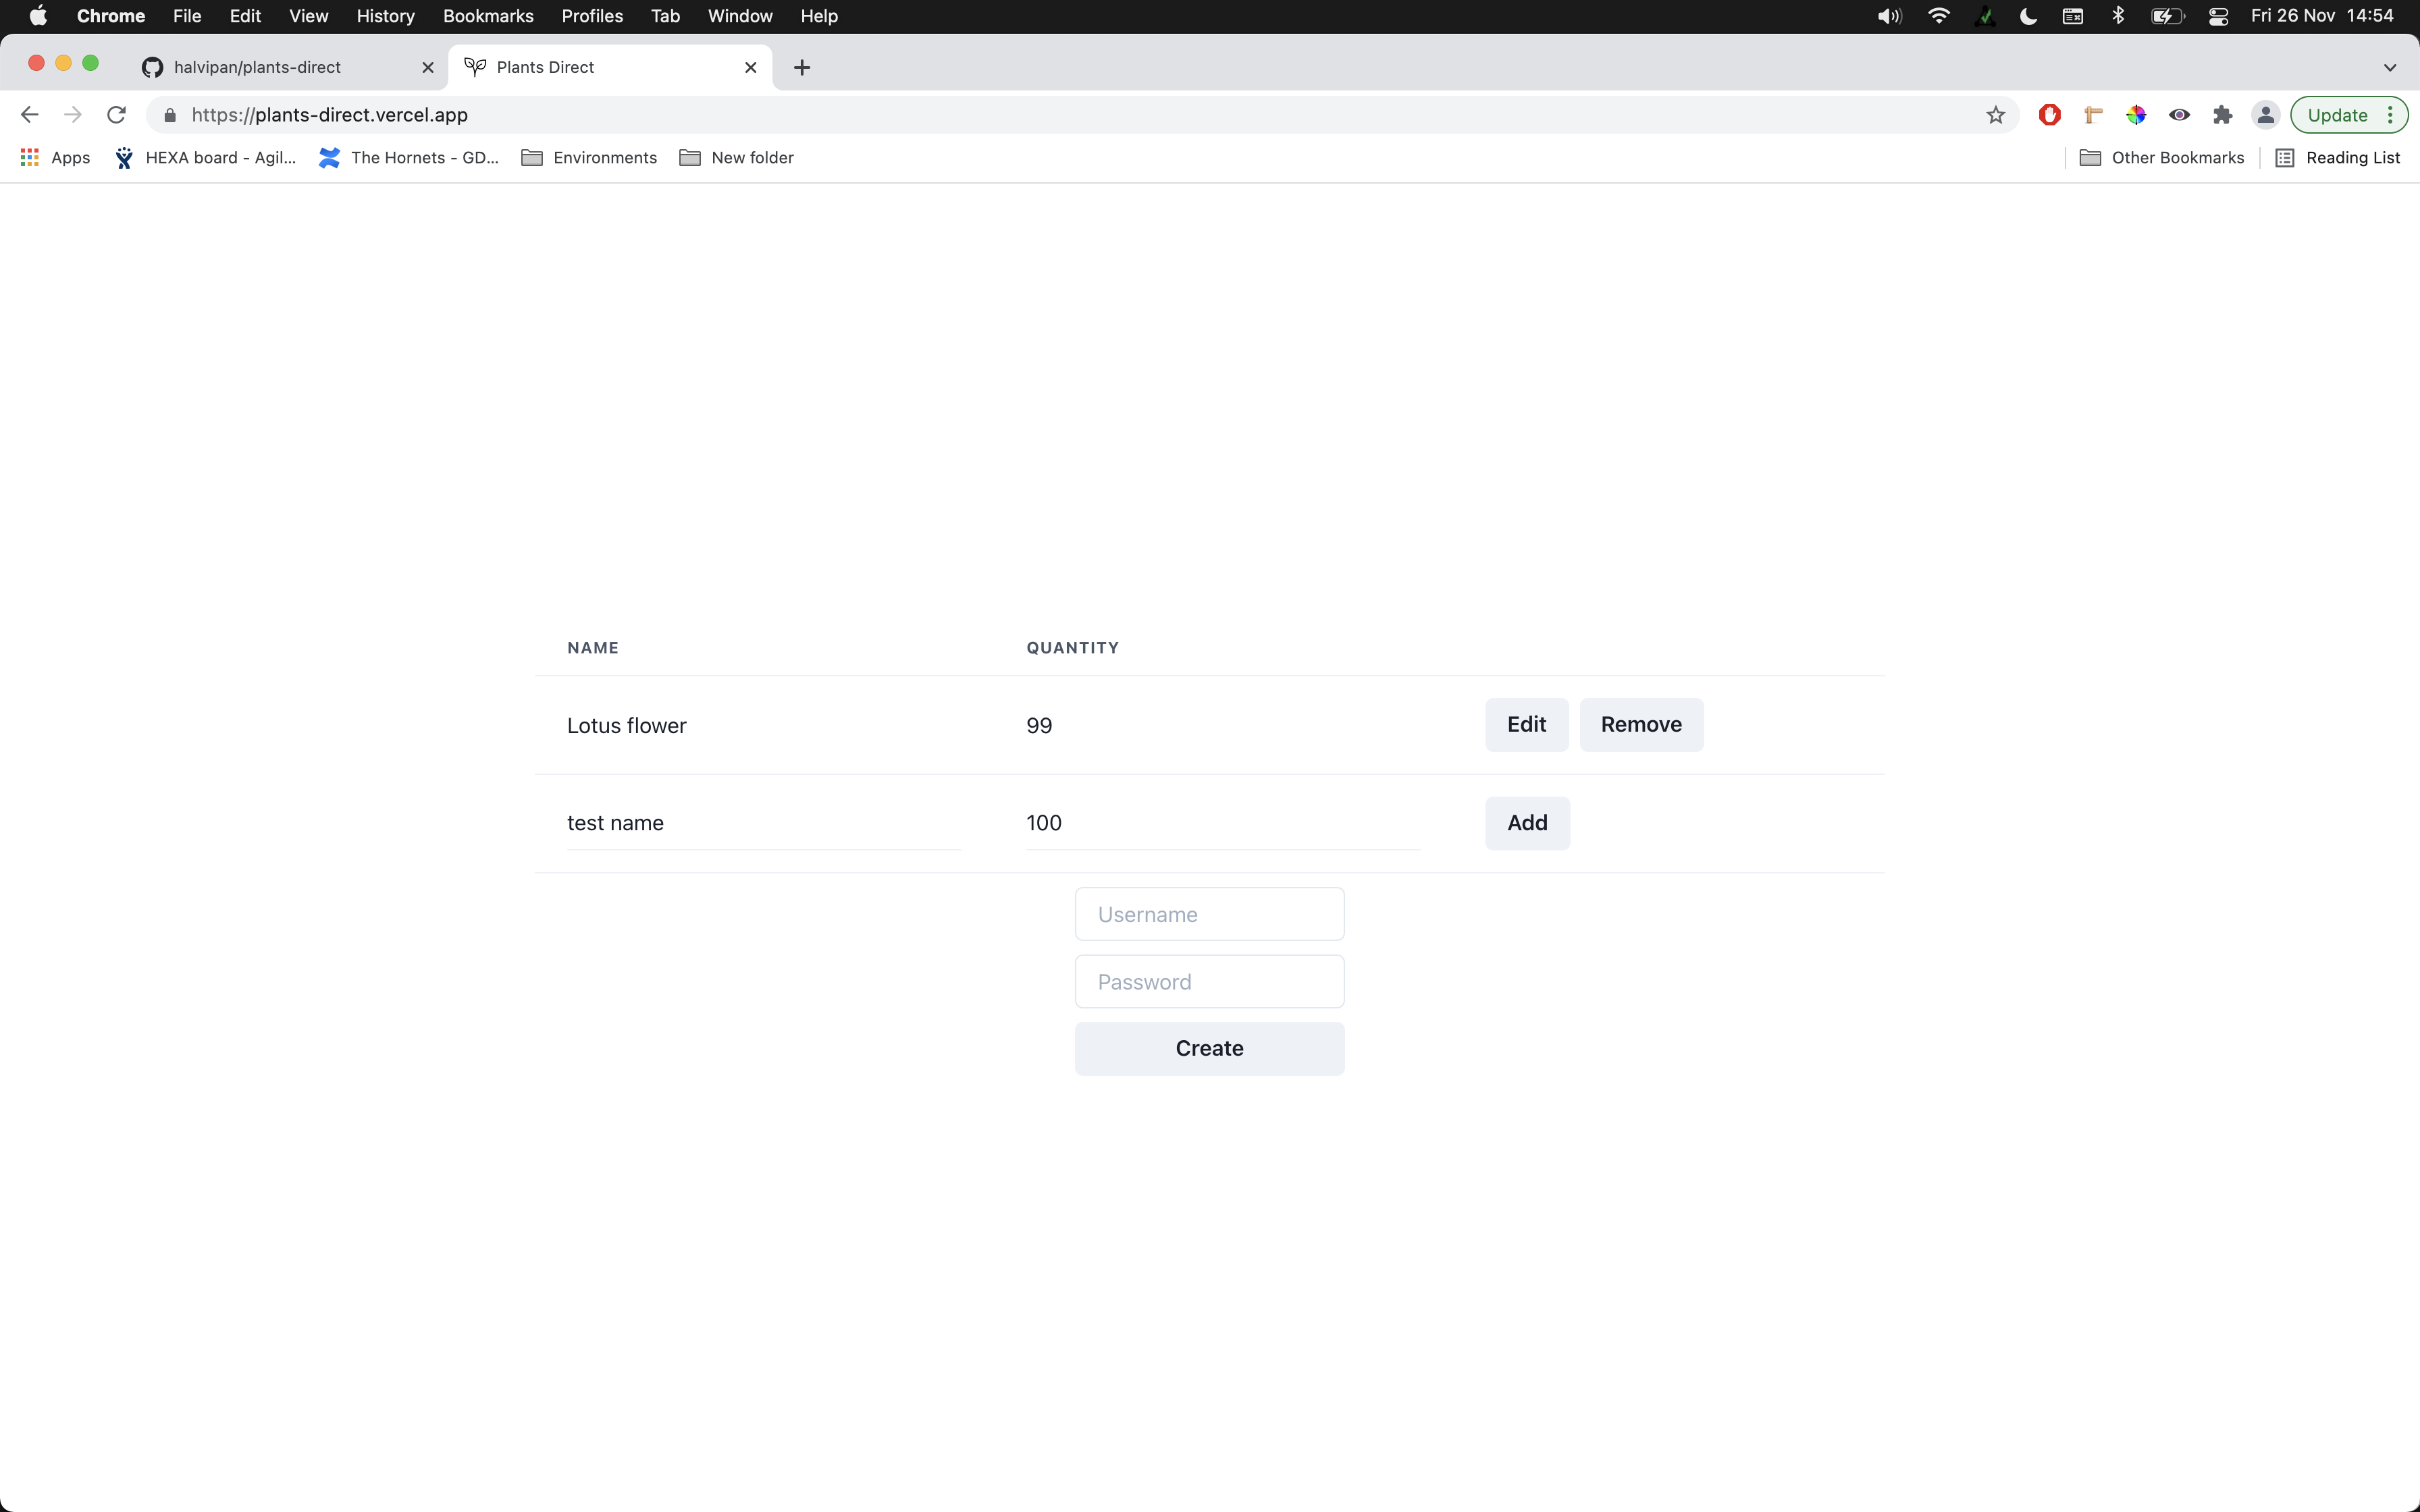 Chrome File Edit View History Bookmarks Profiles Tab Window Help Fri 26 Nov 14:54
halvipan/plants-direct Plants Direct
https://plants-direct.vercel.app Update
Apps HEXA board - Agil... The Hornets - GD... Environments New folder Other Bookmarks Reading List
NAME QUANTITY
Lotus flower 99 Edit Remove
test name 100 Add
Username
Password
Create